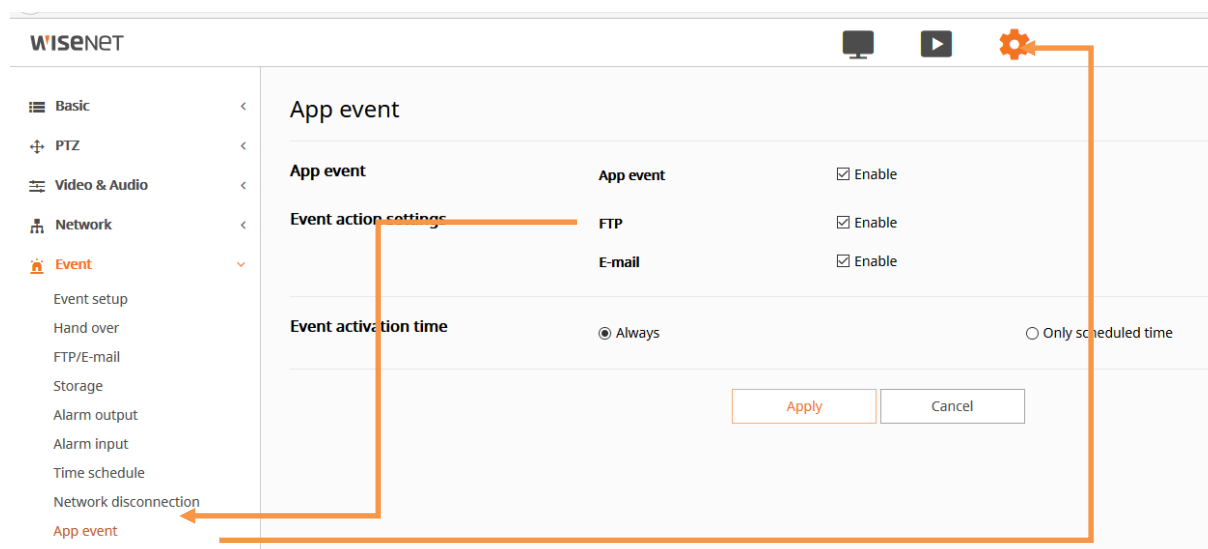 WISENET
Basic
PTZ
Video & Audio
Network
Event
Event setup
Hand over
FTP/E-mail
Storage
Alarm output
Alarm input
Time schedule
Network disconnection
App event
App event
App event App event Enable
Event action settings FTP Enable
E-mail Enable
Event activation time Always Only scheduled time
Apply Cancel